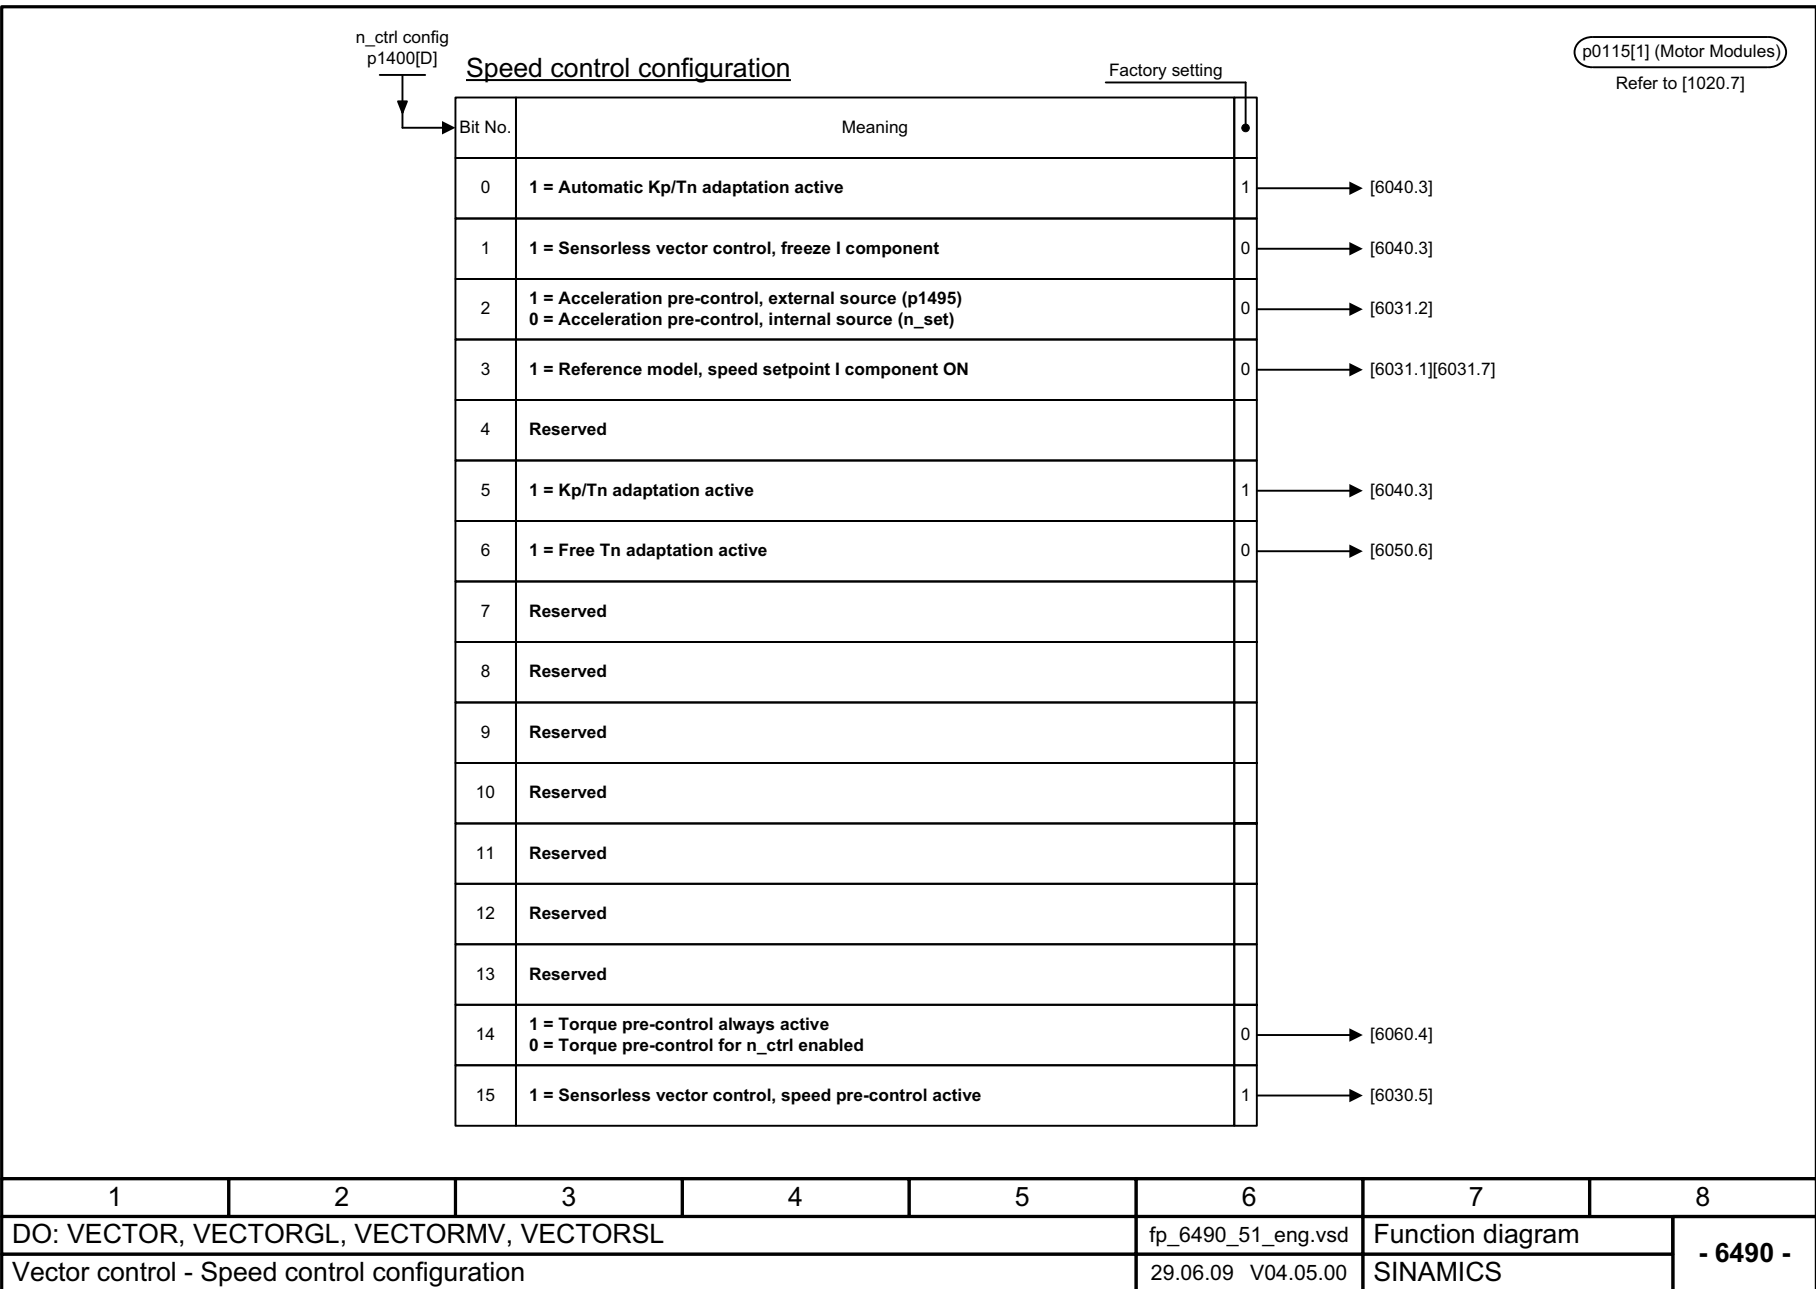 n_ctrl config
p1400[D]
Speed control configuration
Factory setting
p0115[1] (Motor Modules)
Refer to [1020.7]
Bit No. Meaning
0 1 = Automatic Kp/Tn adaptation active 1 [6040.3]
1 1 = Sensorless vector control, freeze I component 0 [6040.3]
2 1 = Acceleration pre-control, external source (p1495)
0 = Acceleration pre-control, internal source (n_set) 0 [6031.2]
3 1 = Reference model, speed setpoint I component ON 0 [6031.1][6031.7]
4 Reserved
5 1 = Kp/Tn adaptation active 1 [6040.3]
6 1 = Free Tn adaptation active 0 [6050.6]
7 Reserved
8 Reserved
9 Reserved
10 Reserved
11 Reserved
12 Reserved
13 Reserved
14 1 = Torque pre-control always active
0 = Torque pre-control for n_ctrl enabled 0 [6060.4]
15 1 = Sensorless vector control, speed pre-control active 1 [6030.5]
1 2 3 4 5 6 7 8
DO: VECTOR, VECTORGL, VECTORMV, VECTORSL fp_6490_51_eng.vsd Function diagram
- 6490 -
Vector control - Speed control configuration 29.06.09 V04.05.00 SINAMICS